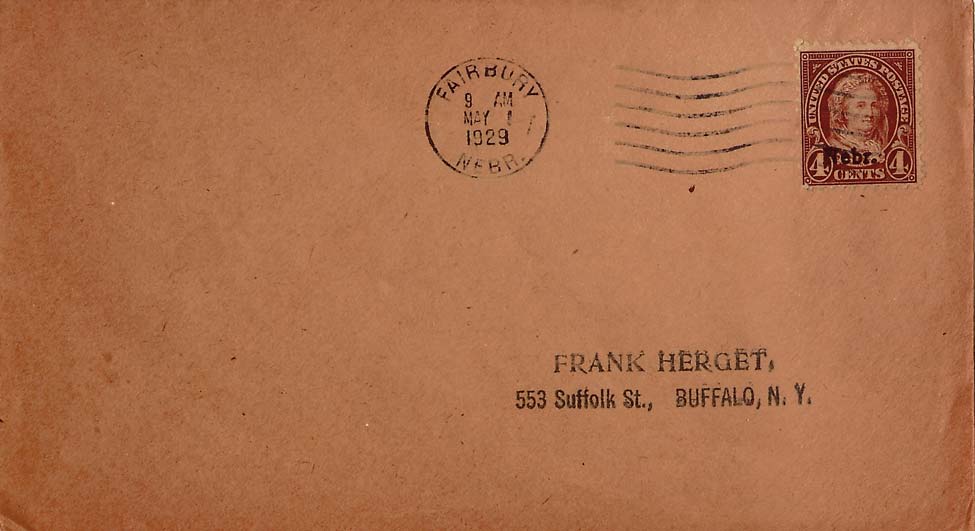 FAIRBURY
9 AM
MAY 1
1929
NEBR.
UNITED STATES POSTAGE
Nebr.
4 CENTS 4
FRANK HERGET,
553 Suffolk St., BUFFALO, N. Y.